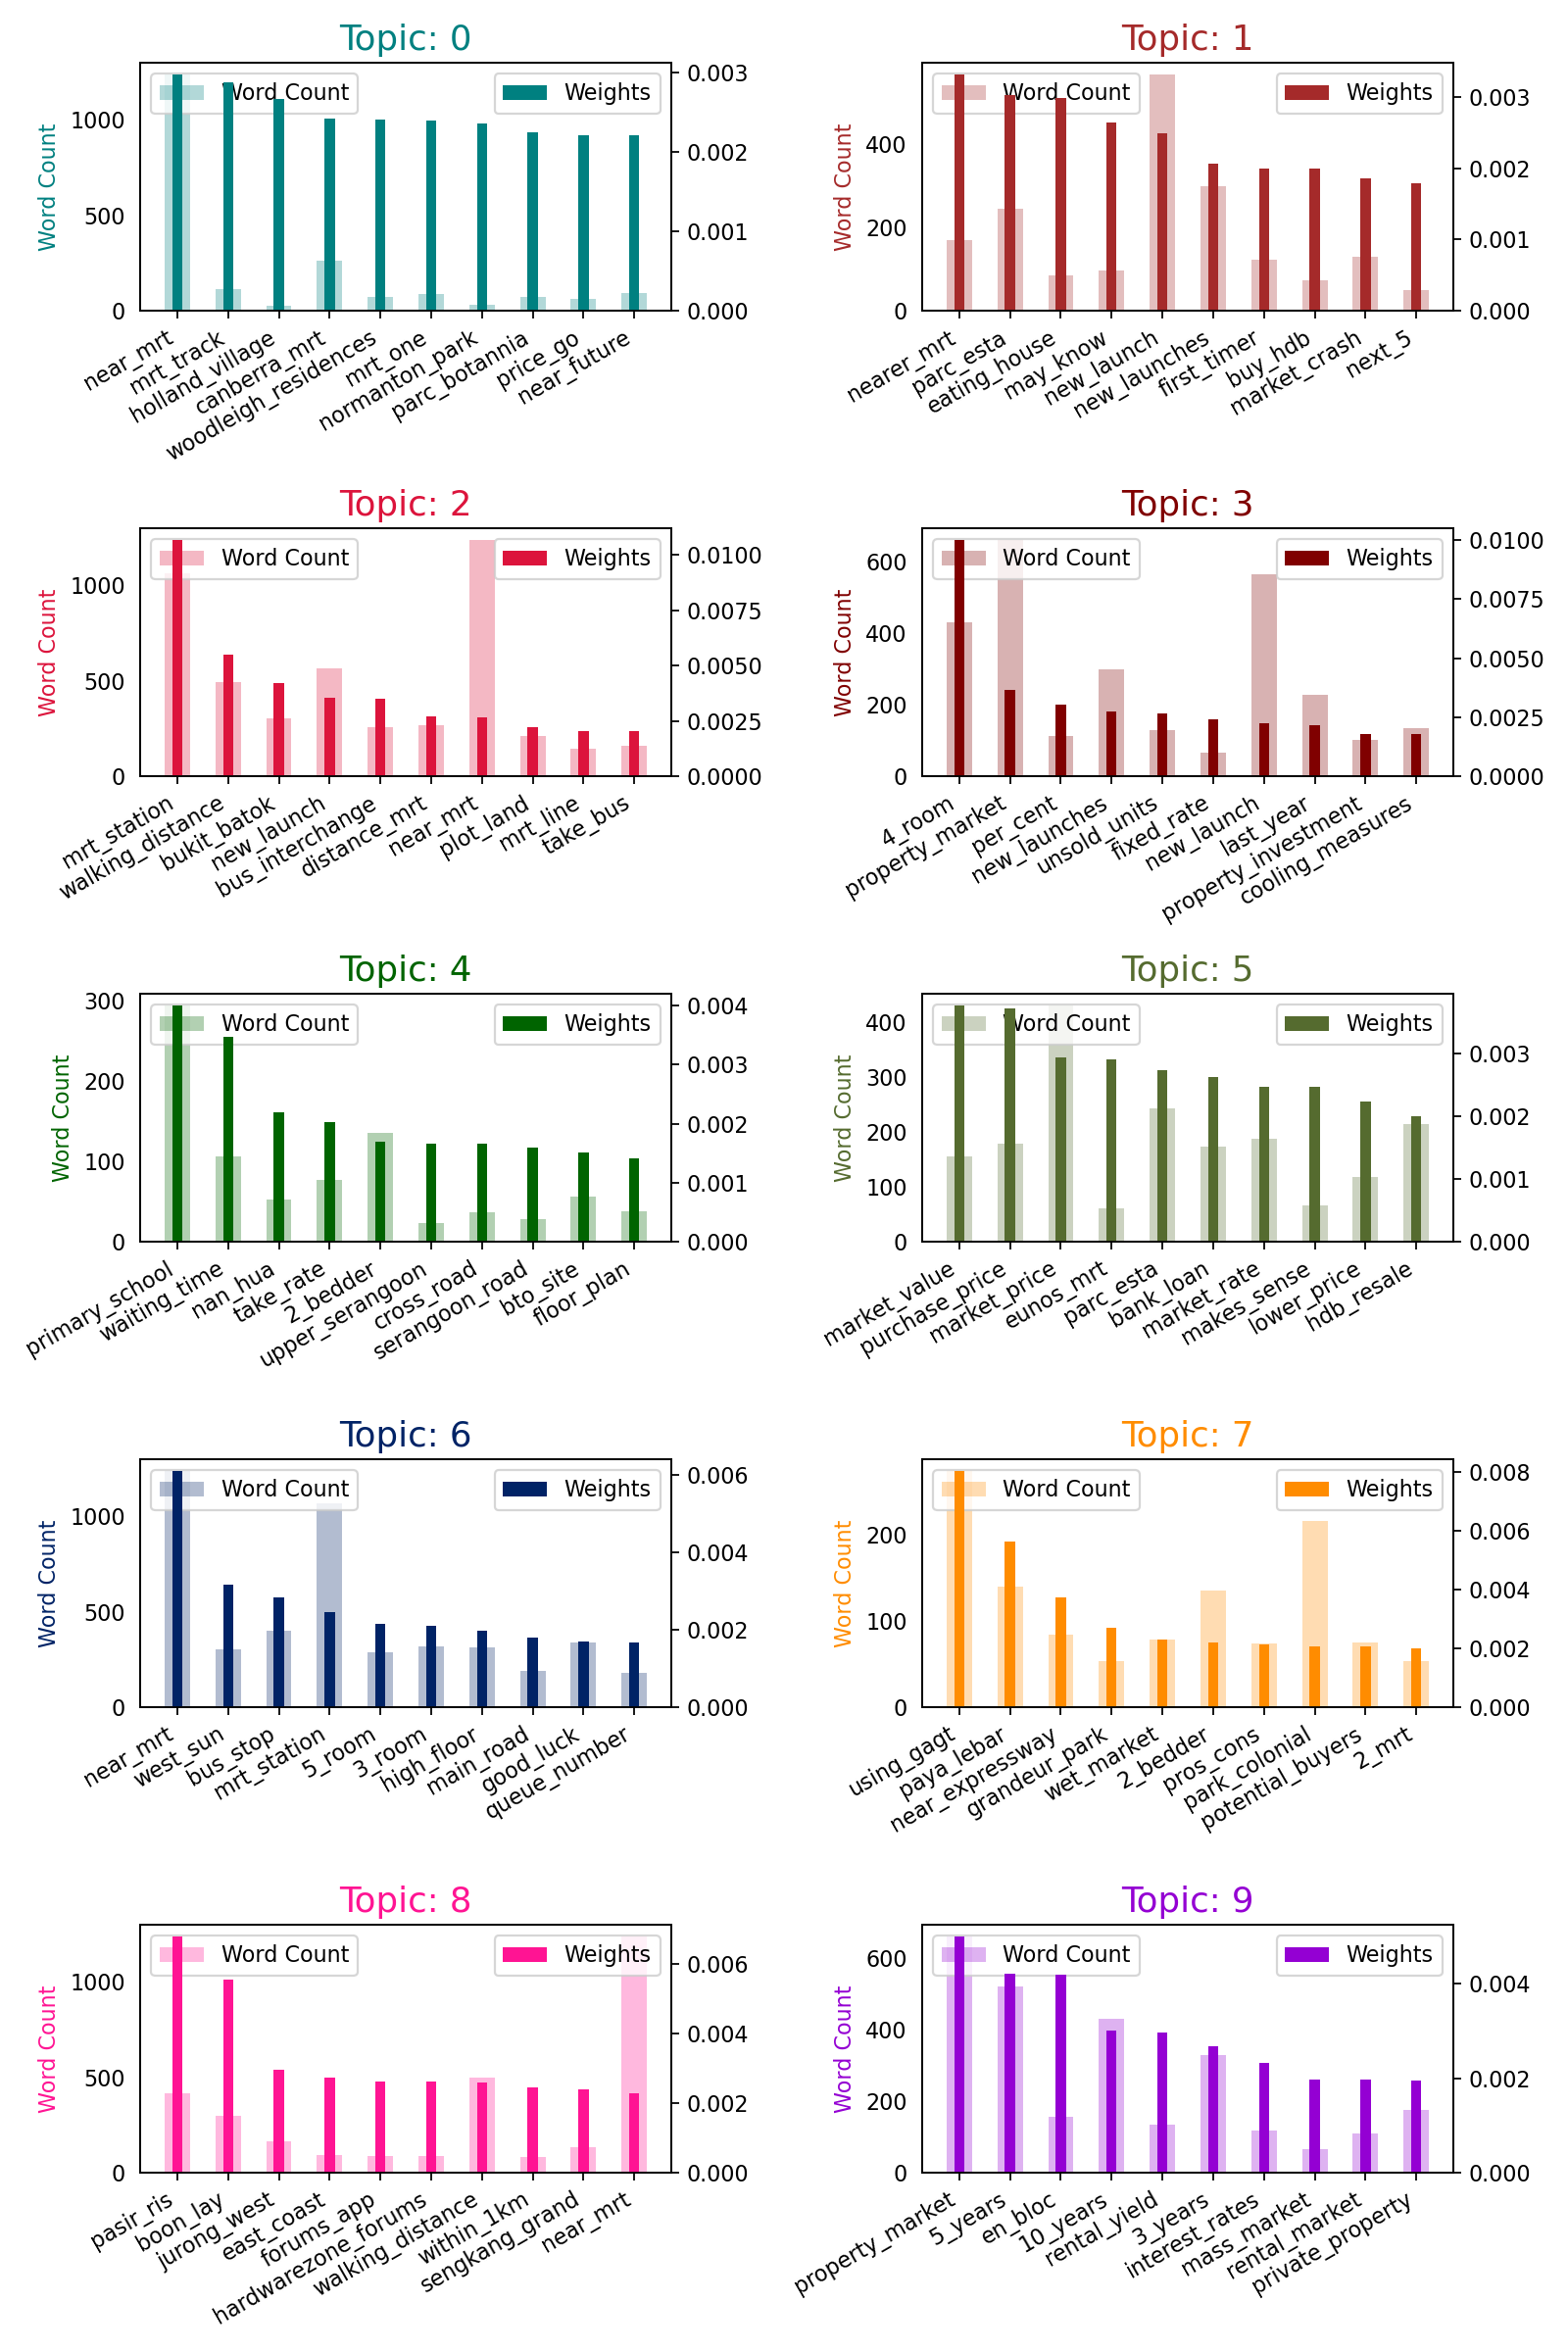 Topic: 0
Word Count
Weights
Word Count
1000
500
0
0.003
0.002
0.001
0.000
near_mrt
mrt_track
holland_village
canberra_mrt
woodleigh_residences
mrt_one
normanton_park
parc_botannia
price_go
near_future
Topic: 1
Word Count
Weights
Word Count
400
200
0
0.003
0.002
0.001
0.000
nearer_mrt
parc_esta
eating_house
may_know
new_launch
new_launches
first_timer
buy_hdb
market_crash
next_5
Topic: 2
Word Count
Weights
Word Count
1000
500
0
0.0100
0.0075
0.0050
0.0025
0.0000
mrt_station
walking_distance
bukit_batok
new_launch
bus_interchange
distance_mrt
near_mrt
plot_land
mrt_line
take_bus
Topic: 3
Word Count
Weights
Word Count
600
400
200
0
0.0100
0.0075
0.0050
0.0025
0.0000
4_room
property_market
per_cent
new_launches
unsold_units
fixed_rate
new_launch
last_year
property_investment
cooling_measures
Topic: 4
Word Count
Weights
Word Count
300
200
100
0
0.004
0.003
0.002
0.001
0.000
primary_school
waiting_time
nan_hua
take_rate
2_bedder
upper_serangoon
cross_road
serangoon_road
bto_site
floor_plan
Topic: 5
Word Count
Weights
Word Count
400
300
200
100
0
0.003
0.002
0.001
0.000
market_value
purchase_price
market_price
eunos_mrt
parc_esta
bank_loan
market_rate
makes_sense
lower_price
hdb_resale
Topic: 6
Word Count
Weights
Word Count
1000
500
0
0.006
0.004
0.002
0.000
near_mrt
west_sun
bus_stop
mrt_station
5_room
3_room
high_floor
main_road
good_luck
queue_number
Topic: 7
Word Count
Weights
Word Count
200
100
0
0.008
0.006
0.004
0.002
0.000
using_gagt
paya_lebar
near_expressway
grandeur_park
wet_market
2_bedder
pros_cons
park_colonial
potential_buyers
2_mrt
Topic: 8
Word Count
Weights
Word Count
1000
500
0
0.006
0.004
0.002
0.000
pasir_ris
boon_lay
jurong_west
east_coast
forums_app
hardwarezone_forums
walking_distance
within_1km
sengkang_grand
near_mrt
Topic: 9
Word Count
Weights
Word Count
600
400
200
0
0.004
0.002
0.000
property_market
5_years
en_bloc
10_years
rental_yield
3_years
interest_rates
mass_market
rental_market
private_property